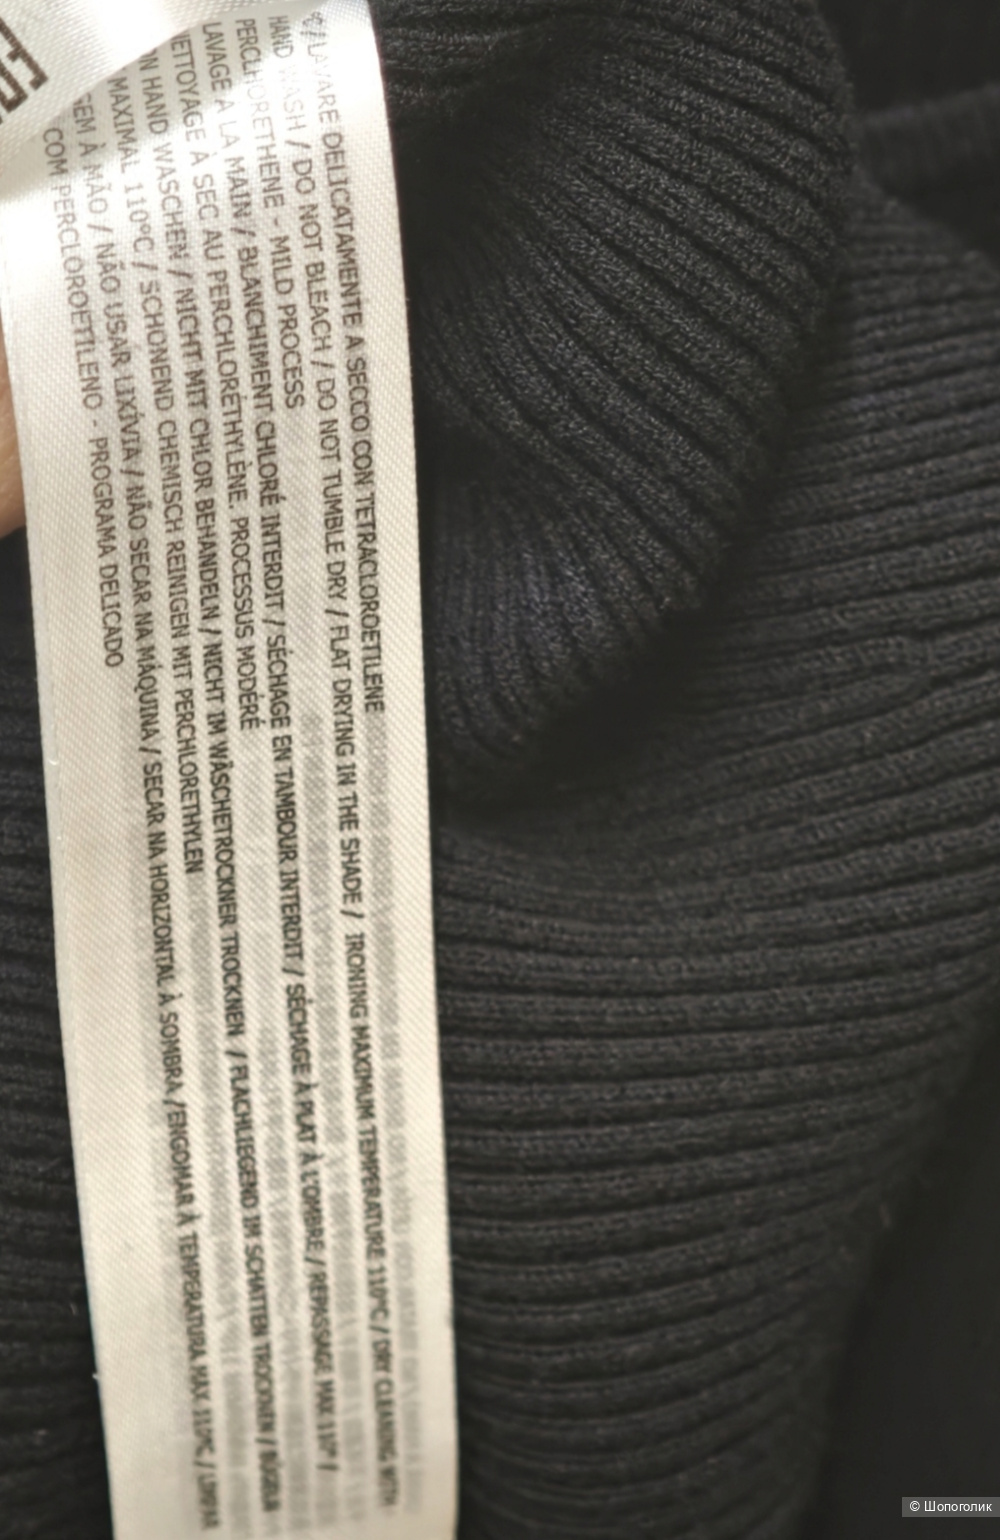 °C / LAVARE DELICATAMENTE A SECCO CON TETRACLOROETILENE
HAND WASH / DO NOT BLEACH / DO NOT TUMBLE DRY / FLAT DRYING IN THE SHADE / IRONING MAXIMUM TEMPERATURE 110°C / DRY CLEANING WITH
PERCLHORETHENE - MILD PROCESS
LAVAGE A LA MAIN / BLANCHIMENT CHLORÉ INTERDIT / SÉCHAGE EN TAMBOUR INTERDIT / SÉCHAGE À PLAT À L'OMBRE / REPASSAGE MAX 110° /
NETTOYAGE À SEC AU PERCHLORÉTHYLÈNE. PROCESSUS MODÉRÉ
HAND WASCHEN / NICHT MIT CHLOR BEHANDELN / NICHT IM WÄSCHETROCKNER TROCKNEN / FLACHLIEGEND IM SCHATTEN TROCKNEN / BÜGELN
MAXIMAL 110°C / SCHONEND CHEMISCH REINIGEN MIT PERCHLORETHYLEN
À MÃO / NÃO USAR LIXÍVIA / NÃO SECAR NA MÁQUINA / SECAR NA HORIZONTAL À SOMBRA / ENGOMAR À TEMPERATURA MAX 110°C / LIMPAR
COM PERCLOROETILENO - PROGRAMA DELICADO
© Шопоголик